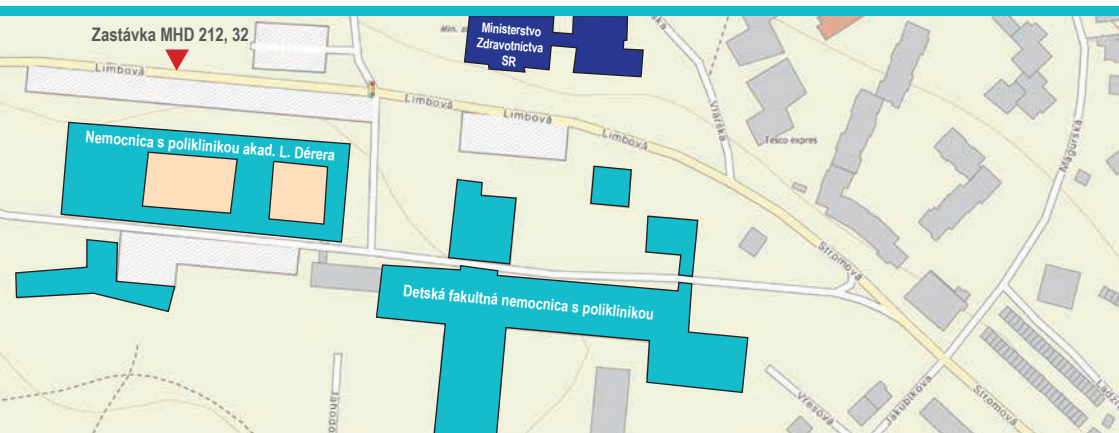 Zastávka MHD 212, 32
Ministerstvo
Zdravotníctva
SR
Limbová
Limbová
Limbová
Limbová
Vlárska
Tesco expres
Magurská
Nemocnica s poliklinikou akad. L. Dérera
Stromová
Detská fakultná nemocnica s poliklinikou
Stromová
Jakubíkova
Vresová